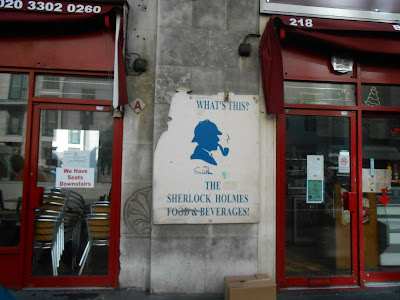 020 3302 0260
218
WHAT'S THIS?
THE
SHERLOCK HOLMES
FOOD & BEVERAGES!
We Have
Seats
Downstairs